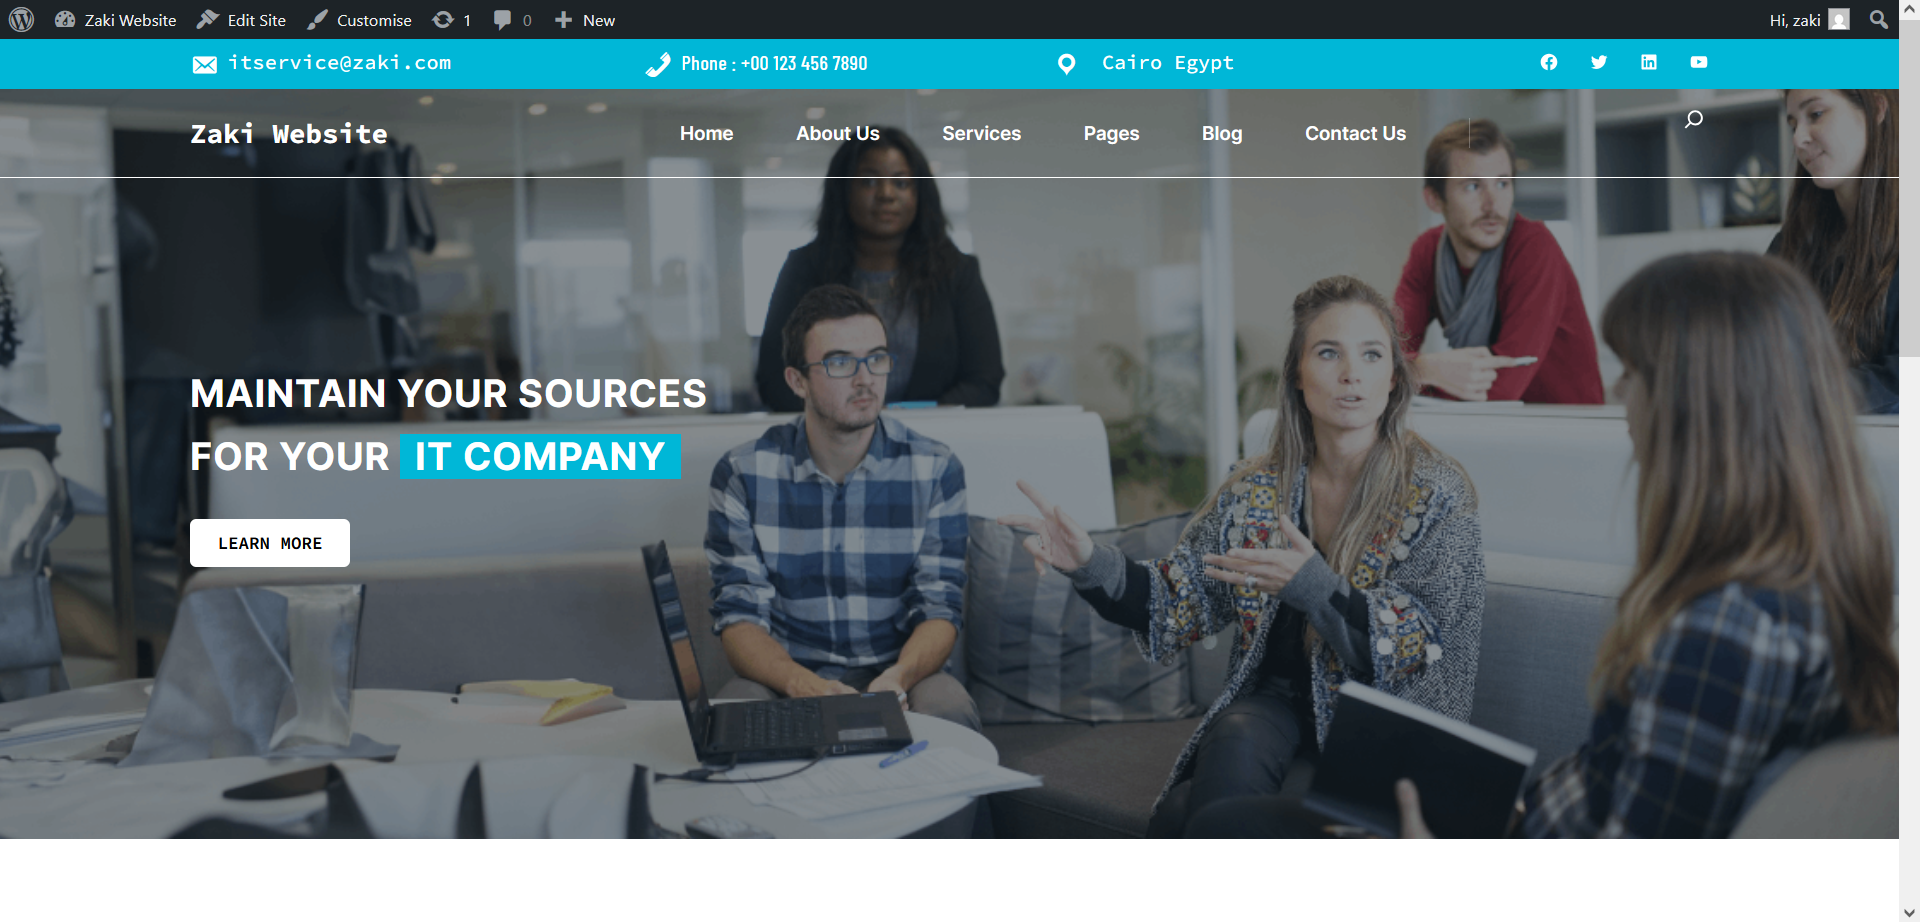 Zaki Website Edit Site Customise 1 0 New Hi, zaki
itservice@zaki.com Phone : +00 123 456 7890 Cairo Egypt
Zaki Website Home About Us Services Pages Blog Contact Us
MAINTAIN YOUR SOURCES
FOR YOUR IT COMPANY
LEARN MORE